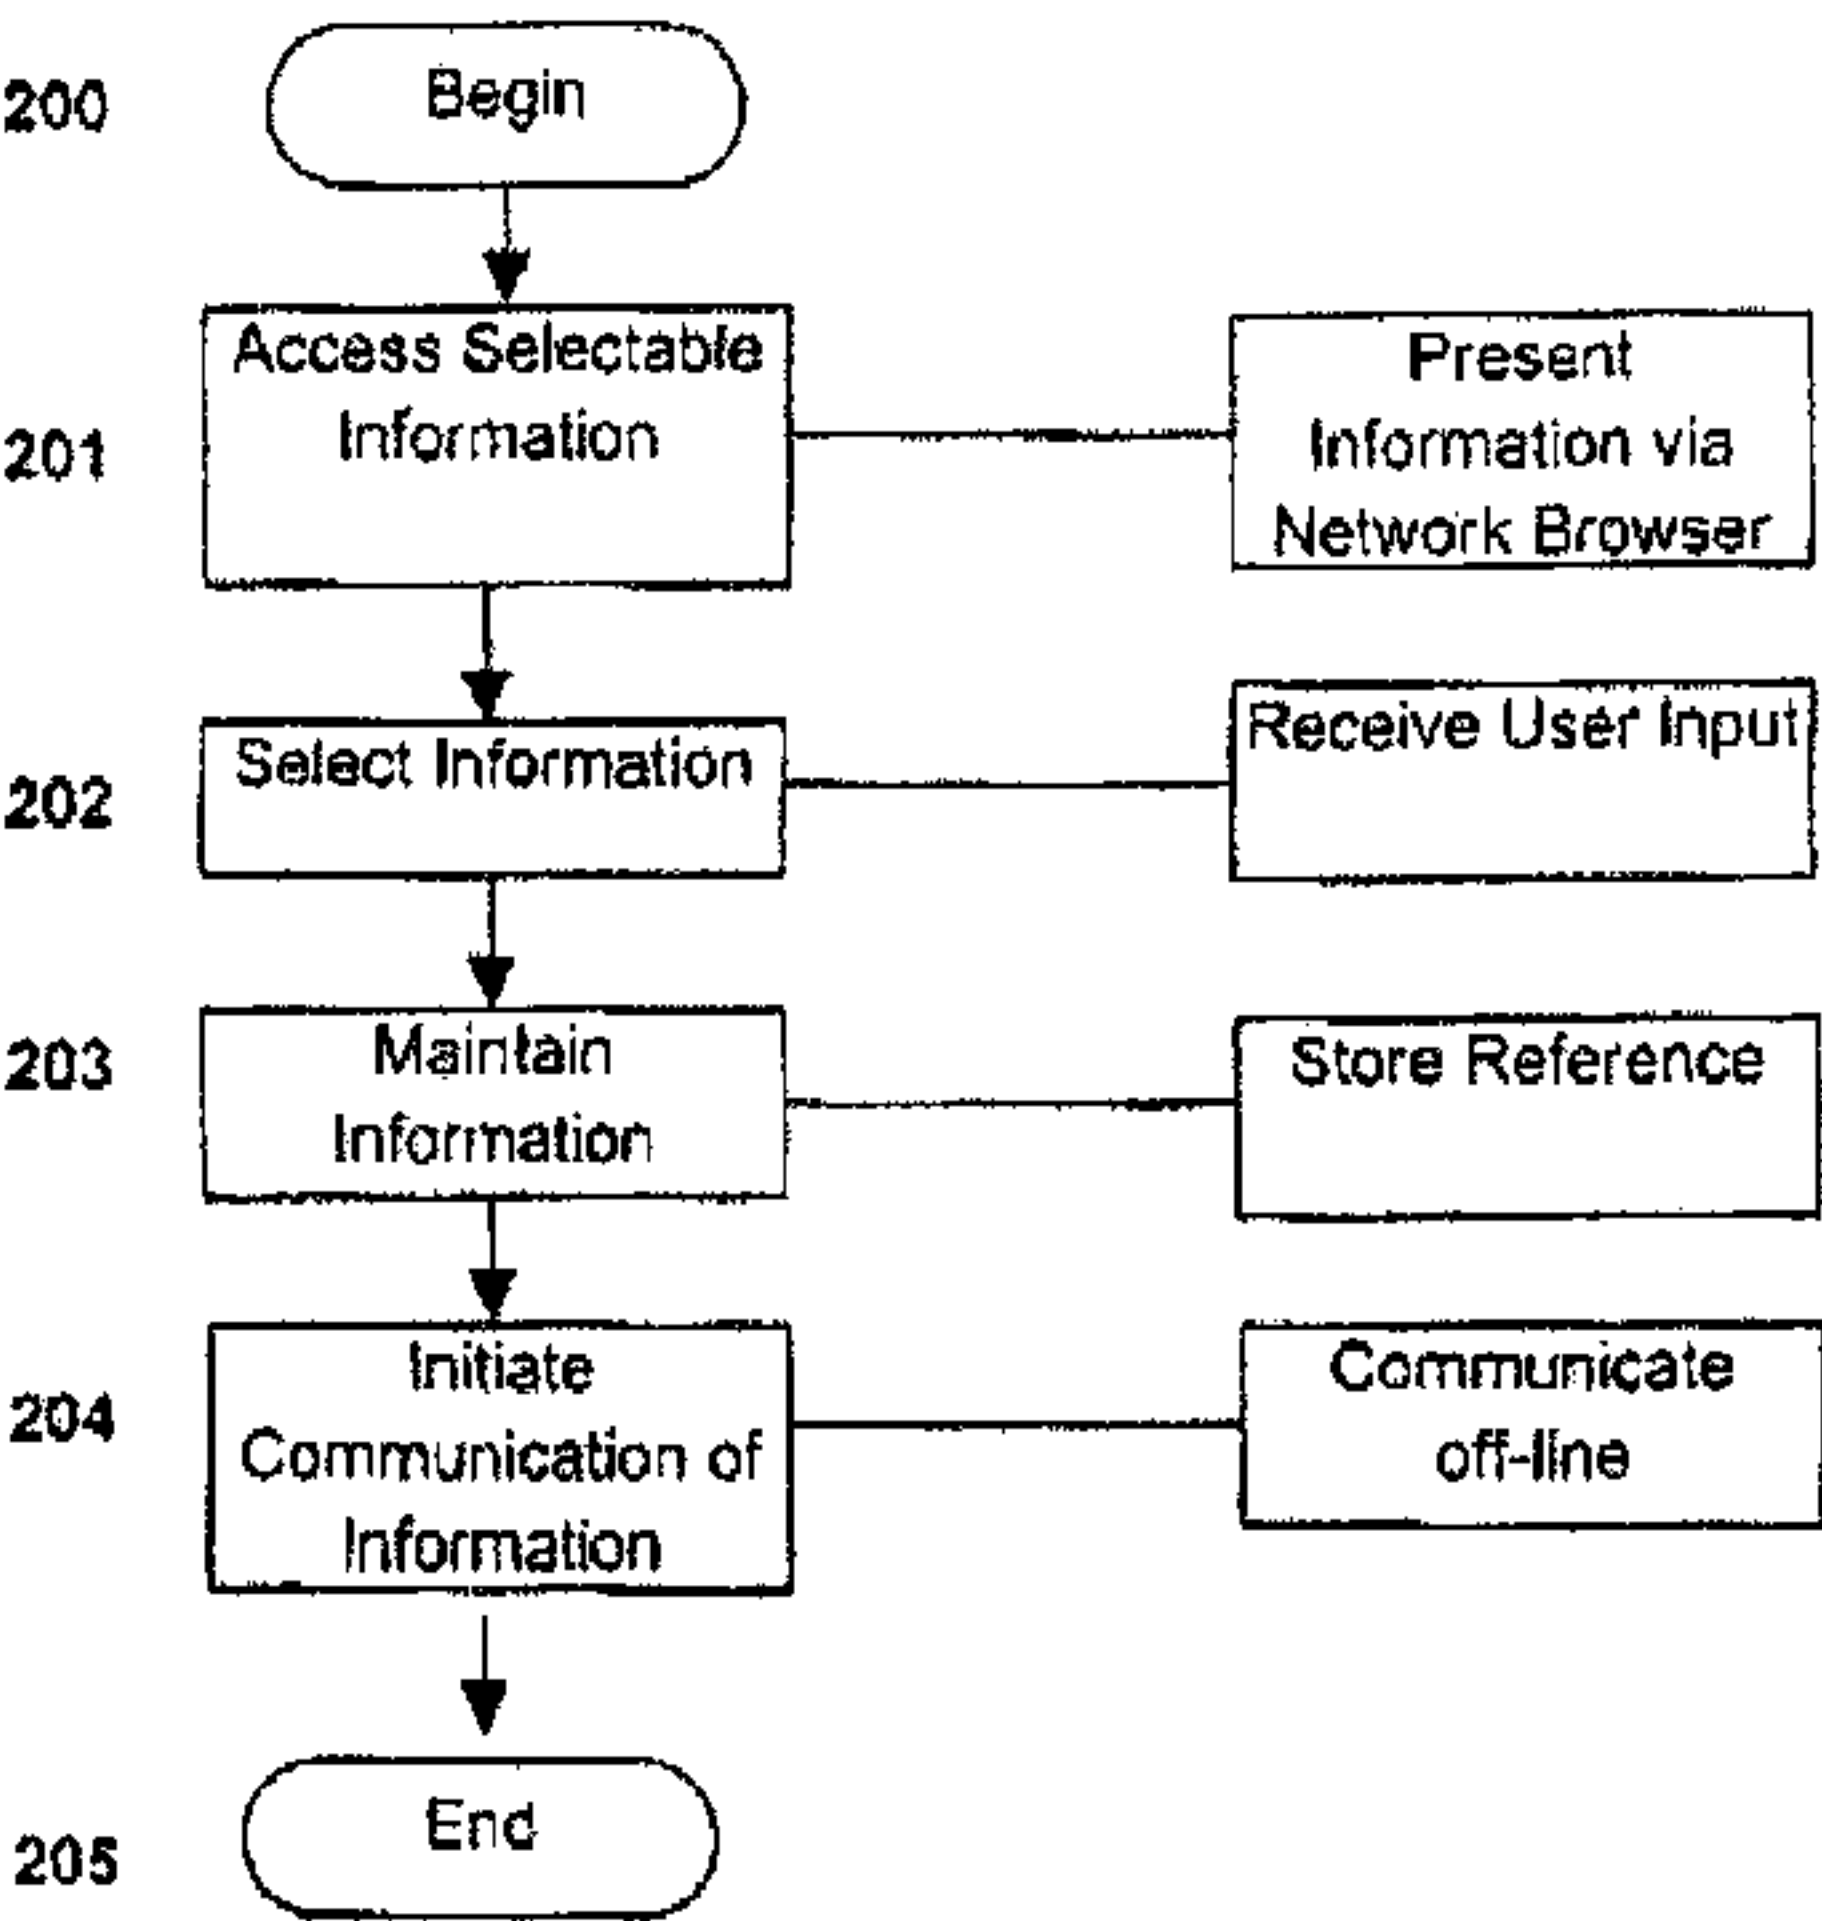 200
Begin
201
Access Selectable
Information
Present
Information via
Network Browser
202
Select Information
Receive User Input
203
Maintain
Information
Store Reference
204
Initiate
Communication of
Information
Communicate
off-line
205
End